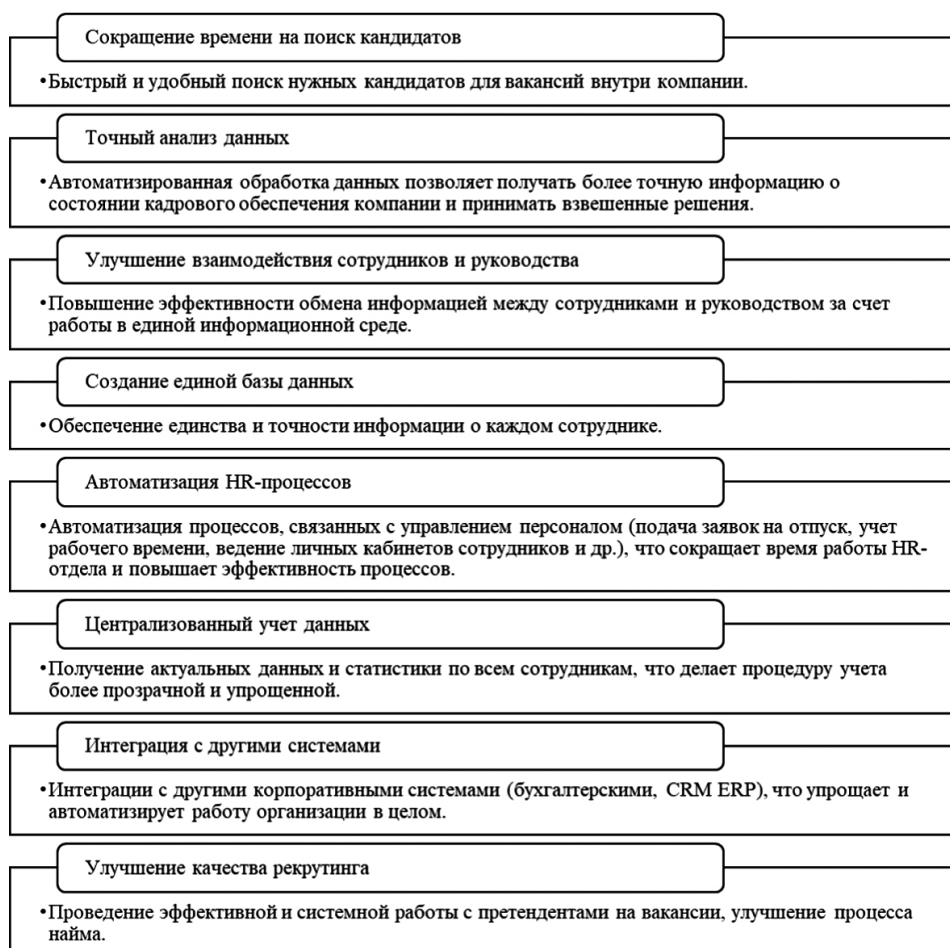 Сокращение времени на поиск кандидатов
•Быстрый и удобный поиск нужных кандидатов для вакансий внутри компании.
Точный анализ данных
•Автоматизированная обработка данных позволяет получать более точную информацию о
состоянии кадрового обеспечения компании и принимать взвешенные решения.
Улучшение взаимодействия сотрудников и руководства
•Повышение эффективности обмена информацией между сотрудниками и руководством за счет
работы в единой информационной среде.
Создание единой базы данных
•Обеспечение единства и точности информации о каждом сотруднике.
Автоматизация HR-процессов
•Автоматизация процессов, связанных с управлением персоналом (подача заявок на отпуск, учет
рабочего времени, ведение личных кабинетов сотрудников и др.), что сокращает время работы HR-
отдела и повышает эффективность процессов.
Централизованный учет данных
•Получение актуальных данных и статистики по всем сотрудникам, что делает процедуру учета
более прозрачной и упрощенной.
Интеграция с другими системами
•Интеграции с другими корпоративными системами (бухгалтерскими, CRM ERP), что упрощает и
автоматизирует работу организации в целом.
Улучшение качества рекрутинга
•Проведение эффективной и системной работы с претендентами на вакансии, улучшение процесса
найма.